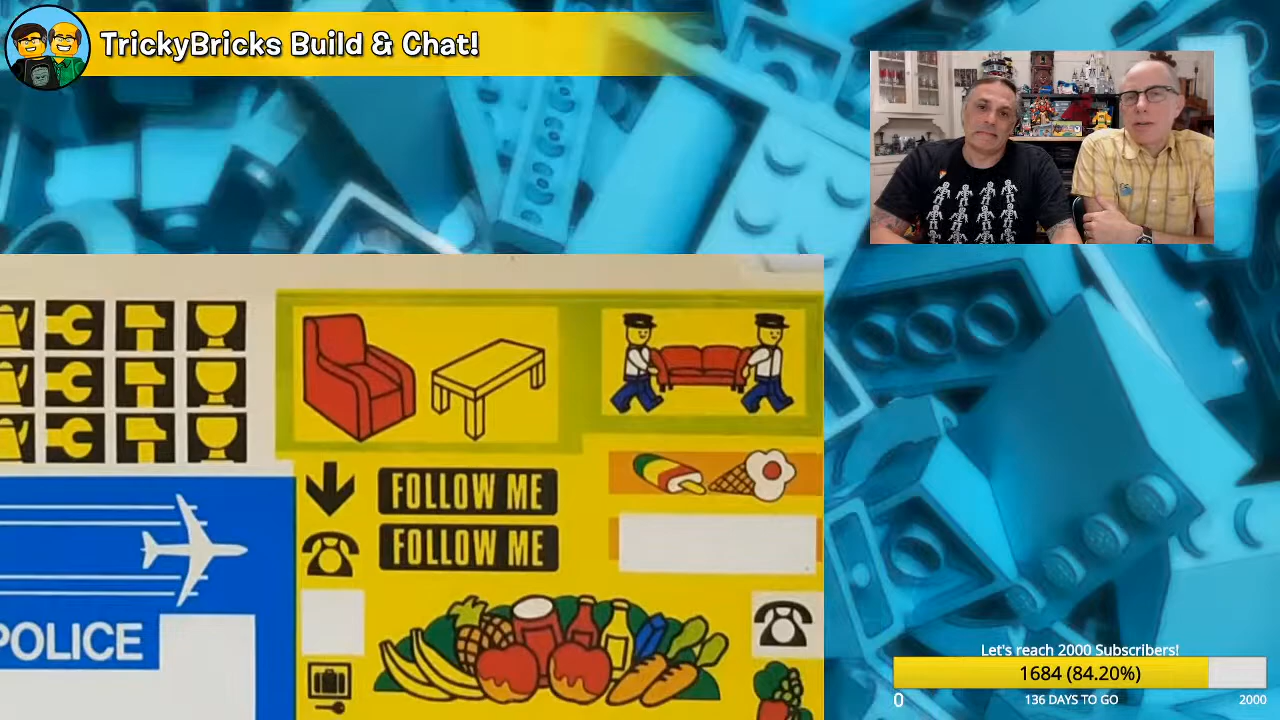 TrickyBricks Build & Chat!
FOLLOW ME
FOLLOW ME
POLICE
Let's reach 2000 Subscribers!
1684 (84.20%)
0
136 DAYS TO GO
2000